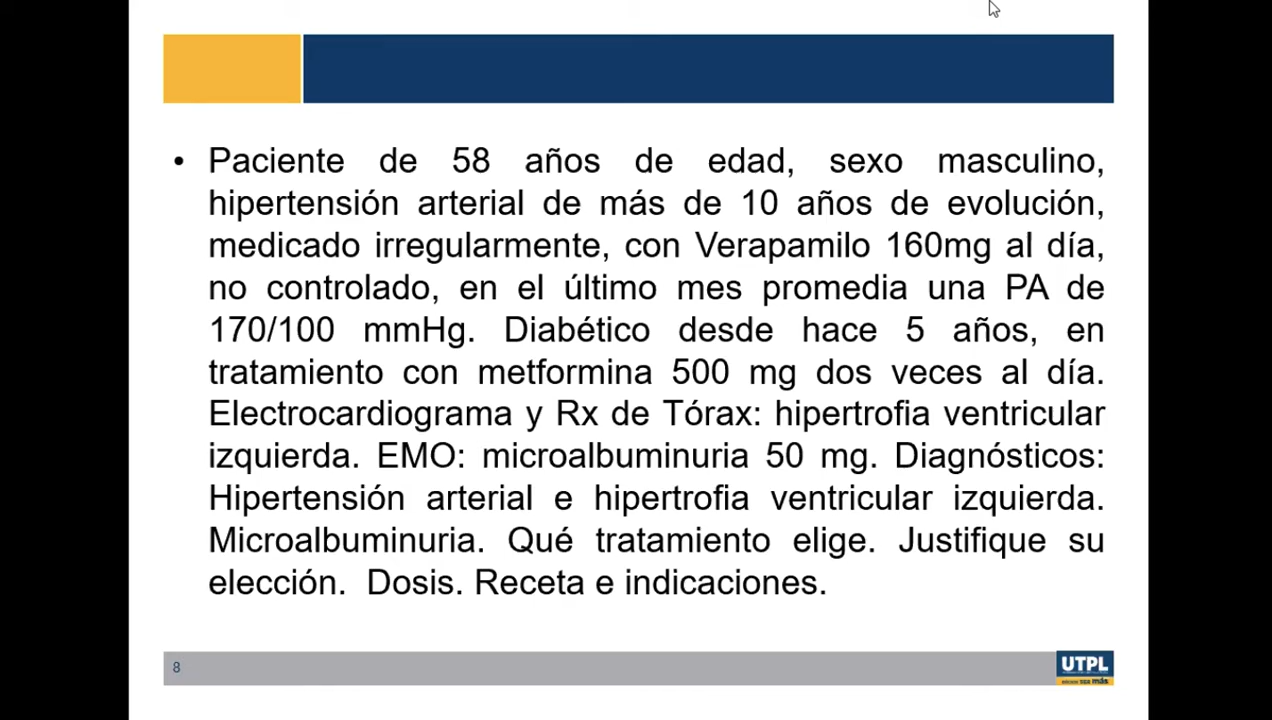 • Paciente de 58 años de edad, sexo masculino,
hipertensión arterial de más de 10 años de evolución,
medicado irregularmente, con Verapamilo 160mg al día,
no controlado, en el último mes promedia una PA de
170/100 mmHg. Diabético desde hace 5 años, en
tratamiento con metformina 500 mg dos veces al día.
Electrocardiograma y Rx de Tórax: hipertrofia ventricular
izquierda. EMO: microalbuminuria 50 mg. Diagnósticos:
Hipertensión arterial e hipertrofia ventricular izquierda.
Microalbuminuria. Qué tratamiento elige. Justifique su
elección. Dosis. Receta e indicaciones.
8
UTPL